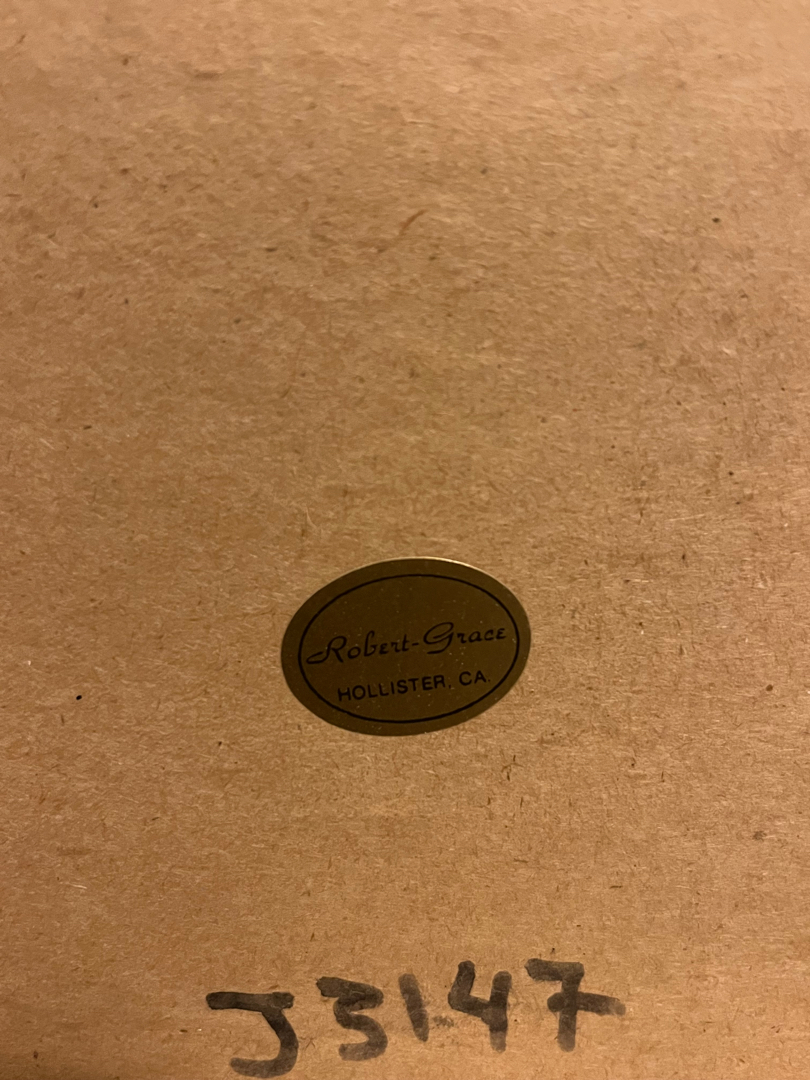 Robert-Grace
HOLLISTER, CA.
J3147